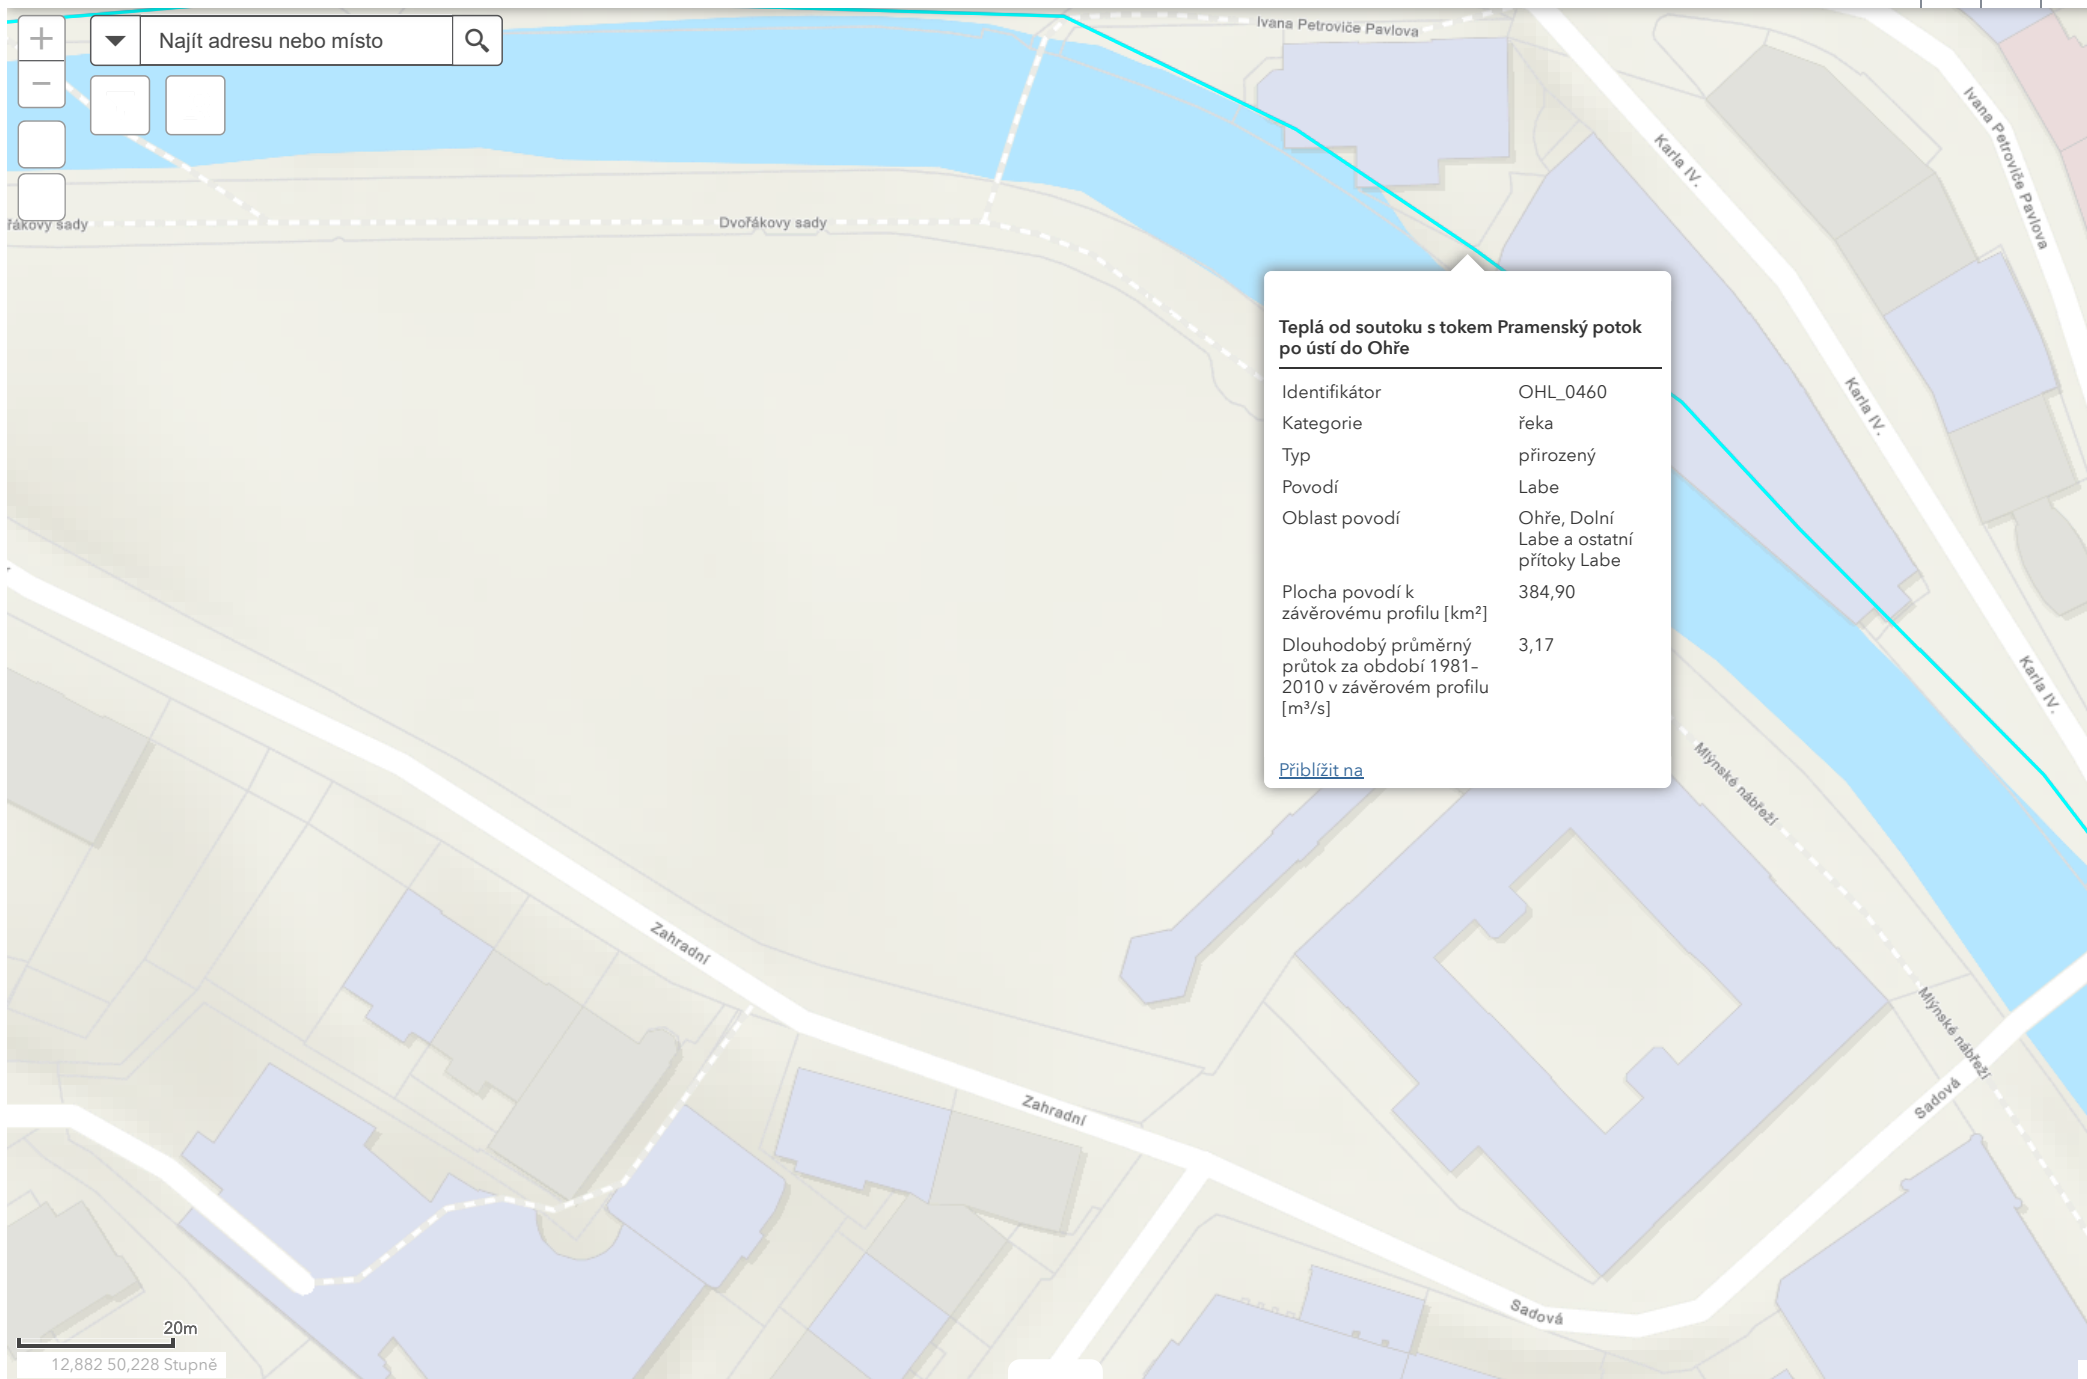 +
Najít adresu nebo místo
−
Ivana Petroviče Pavlova
Karla IV.
Ivana Petroviče Pavlova
řákovy sady
Dvořákovy sady
Teplá od soutoku s tokem Pramenský potok
po ústí do Ohře
Identifikátor OHL_0460
Kategorie řeka
Typ přirozený
Povodí Labe
Oblast povodí Ohře, Dolní
Labe a ostatní
přítoky Labe
Plocha povodí k 384,90
závěrovému profilu [km²]
Dlouhodobý průměrný 3,17
průtok za období 1981–
2010 v závěrovém profilu
[m³/s]
Přiblížit na
Karla IV.
Karla IV.
Mlýnské nábřeží
Zahradní
Mlýnské nábřeží
Zahradní
Sadová
Sadová
20m
12,882 50,228 Stupně